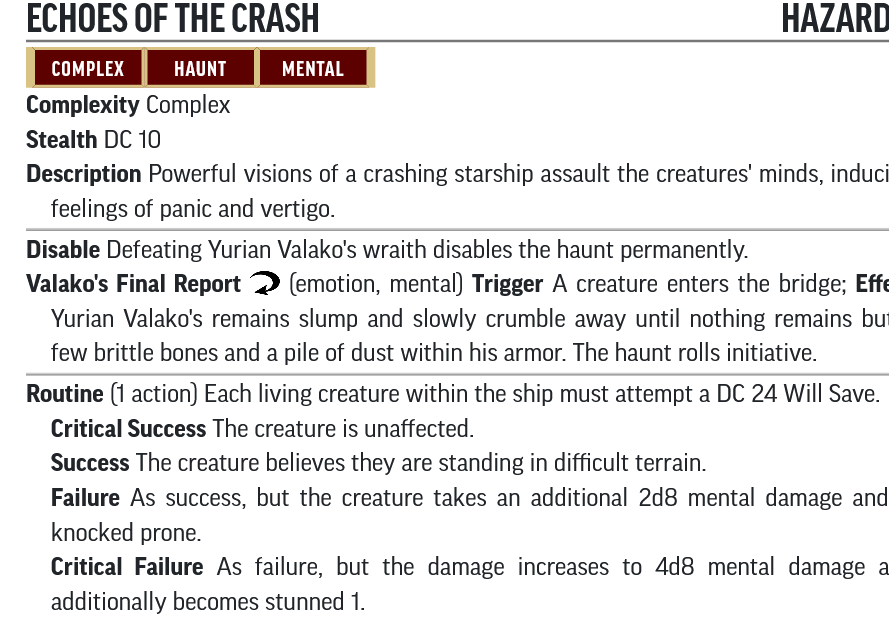 ECHOES OF THE CRASH HAZARD
COMPLEX HAUNT MENTAL
Complexity Complex
Stealth DC 10
Description Powerful visions of a crashing starship assault the creatures' minds, induci
feelings of panic and vertigo.
Disable Defeating Yurian Valako's wraith disables the haunt permanently.
Valako's Final Report (emotion, mental) Trigger A creature enters the bridge; Effe
Yurian Valako's remains slump and slowly crumble away until nothing remains but
few brittle bones and a pile of dust within his armor. The haunt rolls initiative.
Routine (1 action) Each living creature within the ship must attempt a DC 24 Will Save.
Critical Success The creature is unaffected.
Success The creature believes they are standing in difficult terrain.
Failure As success, but the creature takes an additional 2d8 mental damage and
knocked prone.
Critical Failure As failure, but the damage increases to 4d8 mental damage a
additionally becomes stunned 1.